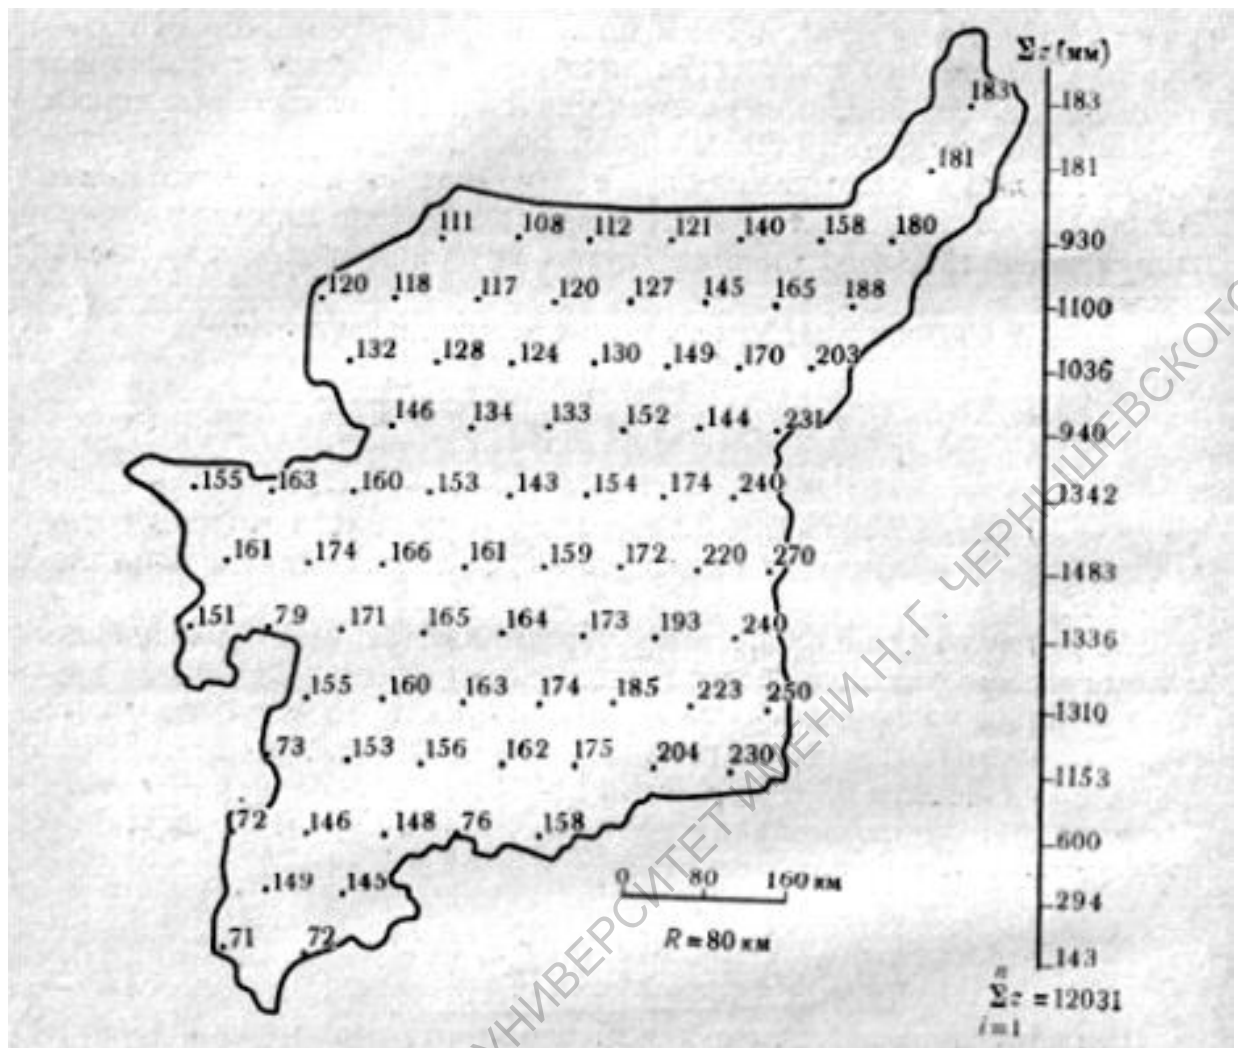 Σz (мм)
183 183
181 181
111 108 112 121 140 158 180 930
120 118 117 120 127 145 165 188 1100
132 128 124 130 149 170 203 1036
146 134 133 152 144 231 940
155 163 160 153 143 154 174 240 1342
161 174 166 161 159 172 220 270 1483
151 79 171 165 164 173 193 240 1336
155 160 163 174 185 223 250 1310
73 153 156 162 175 204 230 1153
72 146 148 76 158 600
149 145 294
0 80 160 км
71 72 143
R = 80 км
n
Σz = 12031
i=1
УНИВЕРСИТЕТ ИМЕНИ Н. Г. ЧЕРНЫШЕВСКОГО